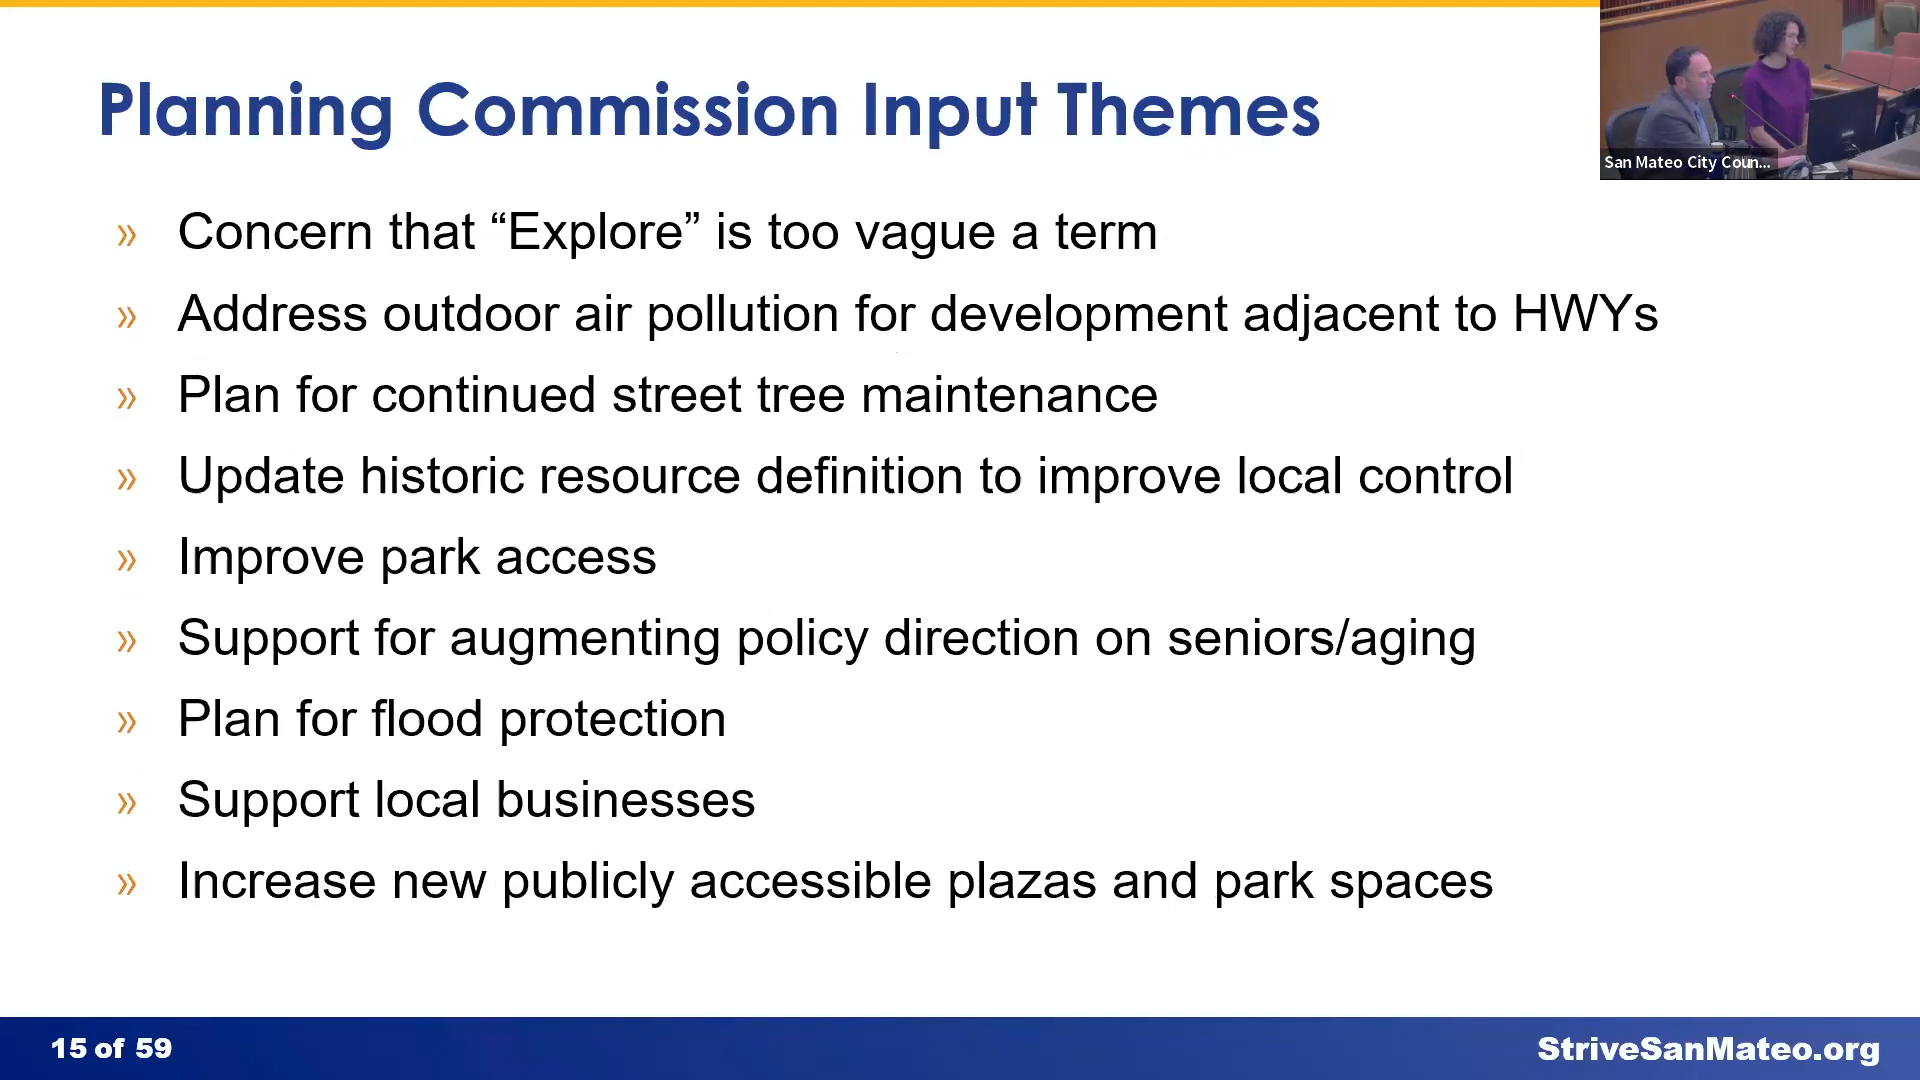 Planning Commission Input Themes
San Mateo City Coun...
» Concern that “Explore” is too vague a term
» Address outdoor air pollution for development adjacent to HWYs
» Plan for continued street tree maintenance
» Update historic resource definition to improve local control
» Improve park access
» Support for augmenting policy direction on seniors/aging
» Plan for flood protection
» Support local businesses
» Increase new publicly accessible plazas and park spaces
15 of 59
StriveSanMateo.org